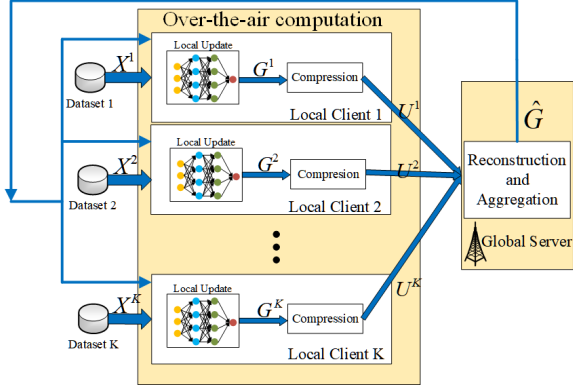 Over-the-air computation
Local Update
X¹
G¹
Compression
Dataset 1
Local Client 1
U¹
Local Update
X²
G²
Compresion
Dataset 2
Local Client 2
U²
Ĝ
Reconstruction
and
Aggregation
Global Server
Local Update
Xᴷ
Gᴷ
Compression
Dataset K
Local Client K
Uᴷ